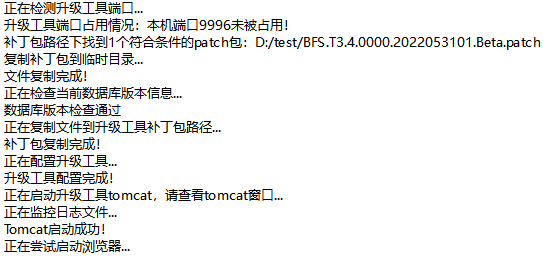 正在检测升级工具端口...
升级工具端口占用情况：本机端口9996未被占用！
补丁包路径下找到1个符合条件的patch包：D:/test/BFS.T3.4.0000.2022053101.Beta.patch
复制补丁包到临时目录...
文件复制完成！
正在检查当前数据库版本信息...
数据库版本检查通过
正在复制文件到升级工具补丁包路径...
补丁包复制完成！
正在配置升级工具...
升级工具配置完成！
正在启动升级工具tomcat，请查看tomcat窗口...
正在监控日志文件...
Tomcat启动成功！
正在尝试启动浏览器...